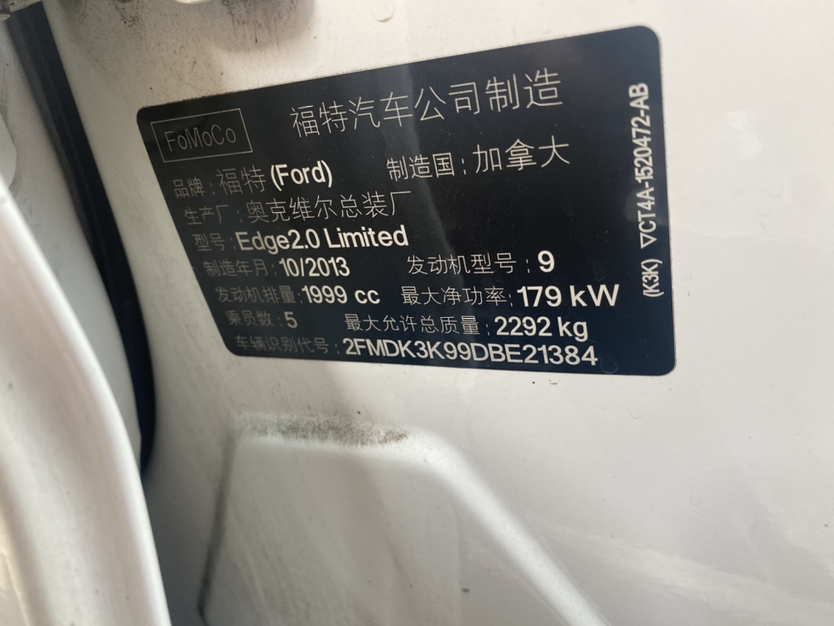 福特汽车公司制造
FoMoCo
品牌:福特(Ford) 制造国:加拿大
生产厂:奥克维尔总装厂
型号:Edge2.0 Limited
制造年月:10/2013 发动机型号:9
发动机排量:1999 cc 最大净功率:179 kW
乘员数:5 最大允许总质量:2292 kg
车辆识别代号:2FMDK3K99DBE21384
(K3K) ▽CT4A-1520472-AB